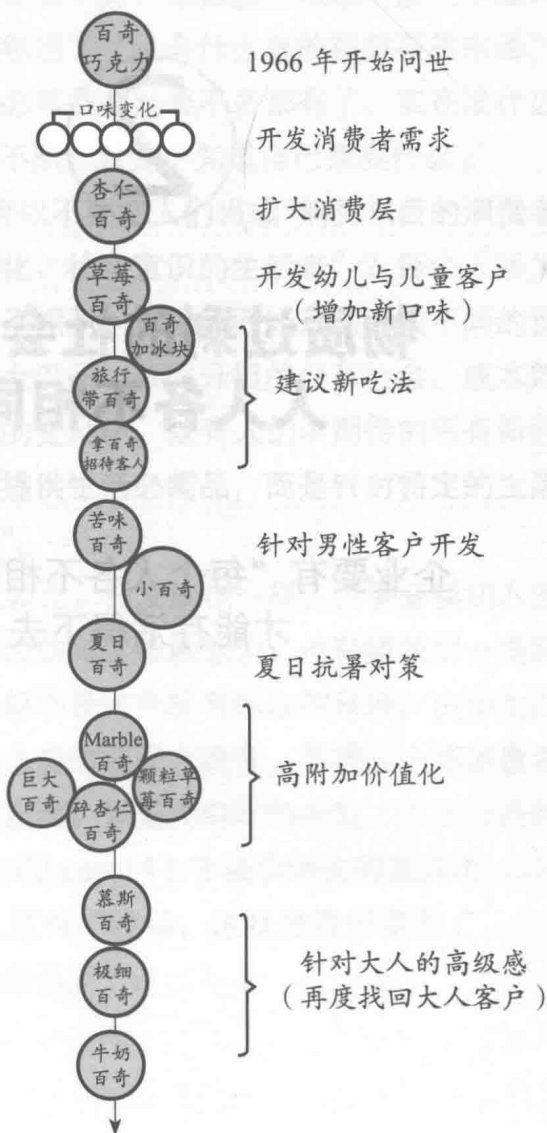 百奇
巧克力
1966 年开始问世
口味变化
开发消费者需求
杏仁
百奇
扩大消费层
草莓
百奇
开发幼儿与儿童客户
(增加新口味)
百奇
加冰块
旅行
带百奇
建议新吃法
拿百奇
招待客人
苦味
百奇
针对男性客户开发
小百奇
夏日
百奇
夏日抗暑对策
Marble
百奇
巨大
百奇
颗粒草
莓百奇
碎杏仁
百奇
高附加价值化
慕斯
百奇
极细
百奇
针对大人的高级感
(再度找回大人客户)
牛奶
百奇